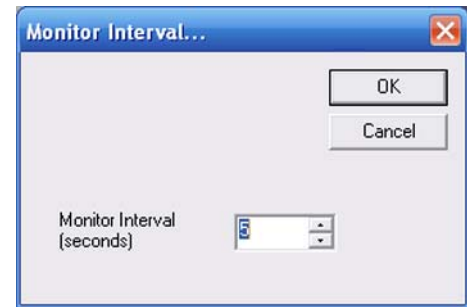 Monitor Interval...
OK
Cancel
Monitor Interval
(seconds)
5